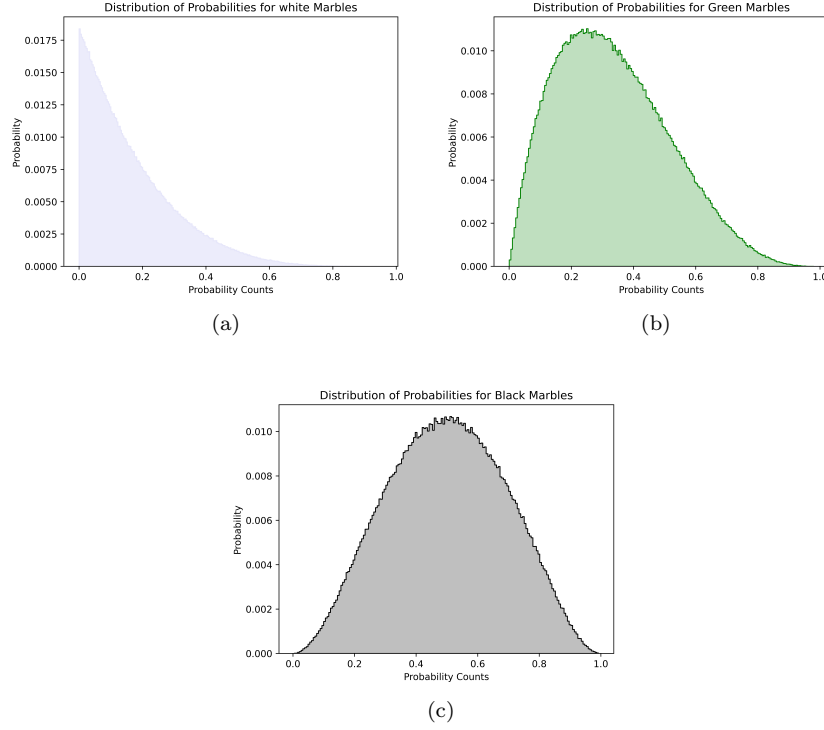 Distribution of Probabilities for white Marbles
0.0175
0.0150
0.0125
0.0100
0.0075
0.0050
0.0025
0.0000
Probability
0.0 0.2 0.4 0.6 0.8 1.0
Probability Counts
(a)
Distribution of Probabilities for Green Marbles
0.010
0.008
0.006
0.004
0.002
0.000
Probability
0.0 0.2 0.4 0.6 0.8 1.0
Probability Counts
(b)
Distribution of Probabilities for Black Marbles
0.010
0.008
0.006
0.004
0.002
0.000
Probability
0.0 0.2 0.4 0.6 0.8 1.0
Probability Counts
(c)